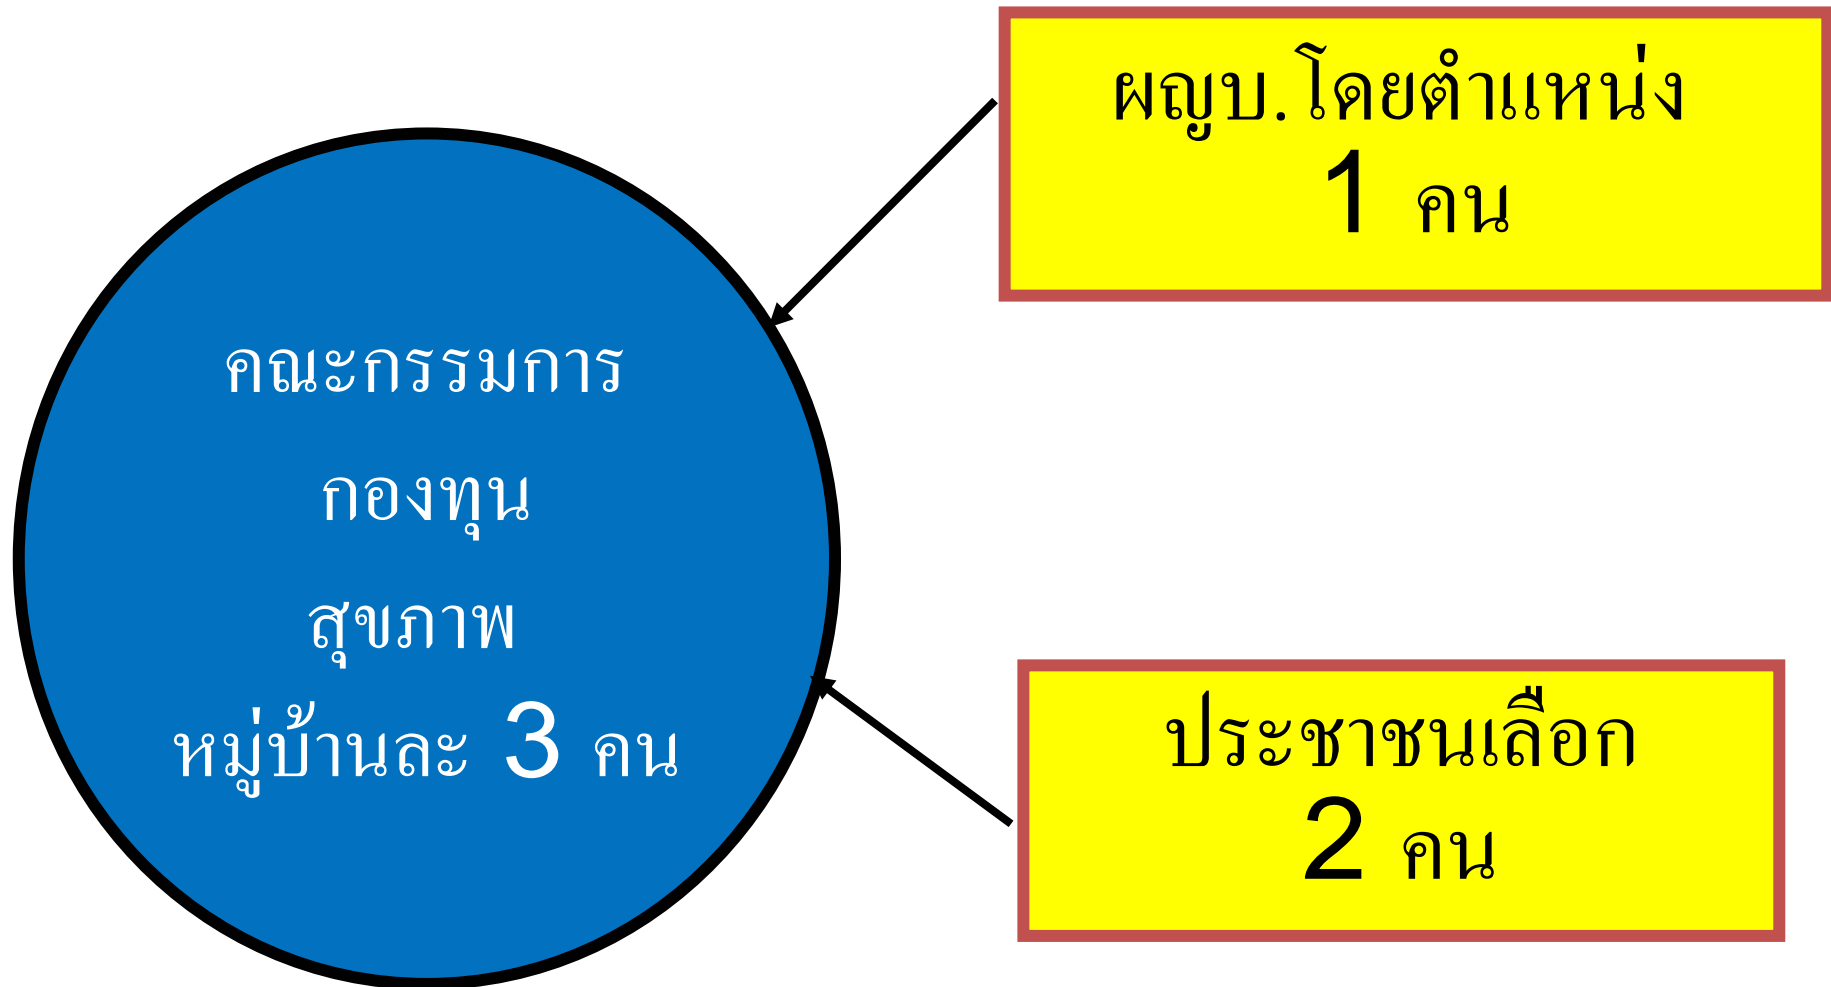 ผญบ.โดยตำแหน่ง
1 คน
คณะกรรมการ
กองทุน
สุขภาพ
หมู่บ้านละ 3 คน
ประชาชนเลือก
2 คน